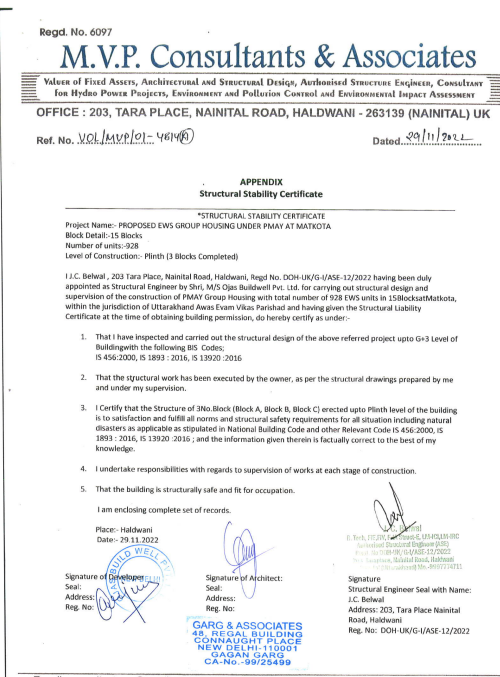 Regd. No. 6097
M.V.P. Consultants & Associates
Valuer of Fixed Assets, Architectural and Structural Design, Authorised Structure Engineer, Consultant
for Hydro Power Projects, Environment and Pollution Control and Environmental Impact Assessment
OFFICE : 203, TARA PLACE, NAINITAL ROAD, HALDWANI - 263139 (NAINITAL) UK
Ref. No. VOL/MVP/01- 4814(A)
Dated 29/11/2022
APPENDIX
Structural Stability Certificate
*STRUCTURAL STABILITY CERTIFICATE
Project Name:- PROPOSED EWS GROUP HOUSING UNDER PMAY AT MATKOTA
Block Detail:-15 Blocks
Number of units:-928
Level of Construction:- Plinth (3 Blocks Completed)
I J.C. Belwal , 203 Tara Place, Nainital Road, Haldwani, Regd No. DOH-UK/G-I/ASE-12/2022 having been duly
appointed as Structural Engineer by Shri, M/S Ojas Buildwell Pvt. Ltd. for carrying out structural design and
supervision of the construction of PMAY Group Housing with total number of 928 EWS units in 15BlocksatMatkota,
within the jurisdiction of Uttarakhand Awas Evam Vikas Parishad and having given the Structural Liability
Certificate at the time of obtaining building permission, do hereby certify as under:-
1. That I have inspected and carried out the structural design of the above referred project upto G+3 Level of
Buildingwith the following BIS Codes;
IS 456:2000, IS 1893 : 2016, IS 13920 :2016
2. That the structural work has been executed by the owner, as per the structural drawings prepared by me
and under my supervision.
3. I Certify that the Structure of 3No.Block (Block A, Block B, Block C) erected upto Plinth level of the building
is to satisfaction and fulfill all norms and structural safety requirements for all situation including natural
disasters as applicable as stipulated in National Building Code and other Relevant Code IS 456:2000, IS
1893 : 2016, IS 13920 :2016 ; and the information given therein is factually correct to the best of my
knowledge.
4. I undertake responsibilities with regards to supervision of works at each stage of construction.
5. That the building is structurally safe and fit for occupation.
I am enclosing complete set of records.
Place:- Haldwani
Date:- 29.11.2022
Signature of Developer
Seal:
Address:
Reg. No:
Signature of Architect:
Seal:
Address:
Reg. No:
GARG & ASSOCIATES
48, REGAL BUILDING
CONNAUGHT PLACE
NEW DELHI-110001
GAGAN GARG
CA-No.-99/25499
Signature
Structural Engineer Seal with Name:
J.C. Belwal
Address: 203, Tara Place Nainital
Road, Haldwani
Reg. No: DOH-UK/G-I/ASE-12/2022